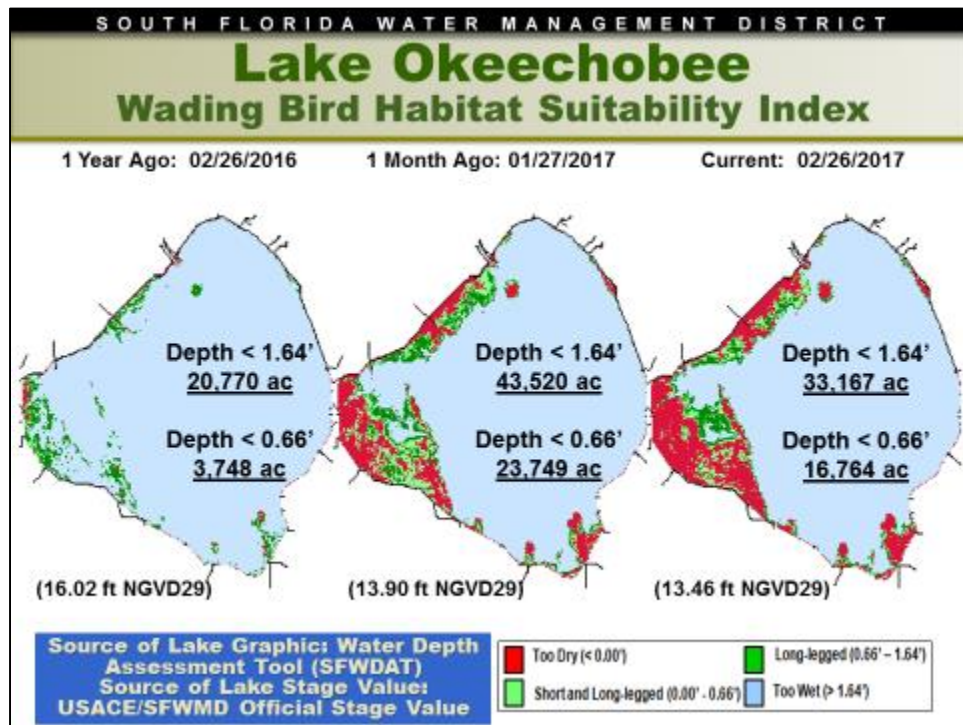 SOUTH FLORIDA WATER MANAGEMENT DISTRICT
Lake Okeechobee
Wading Bird Habitat Suitability Index
1 Year Ago: 02/26/2016
1 Month Ago: 01/27/2017
Current: 02/26/2017
Depth < 1.64’
20,770 ac
Depth < 0.66’
3,748 ac
(16.02 ft NGVD29)
Depth < 1.64’
43,520 ac
Depth < 0.66’
23,749 ac
(13.90 ft NGVD29)
Depth < 1.64’
33,167 ac
Depth < 0.66’
16,764 ac
(13.46 ft NGVD29)
Source of Lake Graphic: Water Depth
Assessment Tool (SFWDAT)
Source of Lake Stage Value:
USACE/SFWMD Official Stage Value
Too Dry (< 0.00')
Long-legged (0.66' – 1.64')
Short and Long-legged (0.00' - 0.66')
Too Wet (> 1.64')